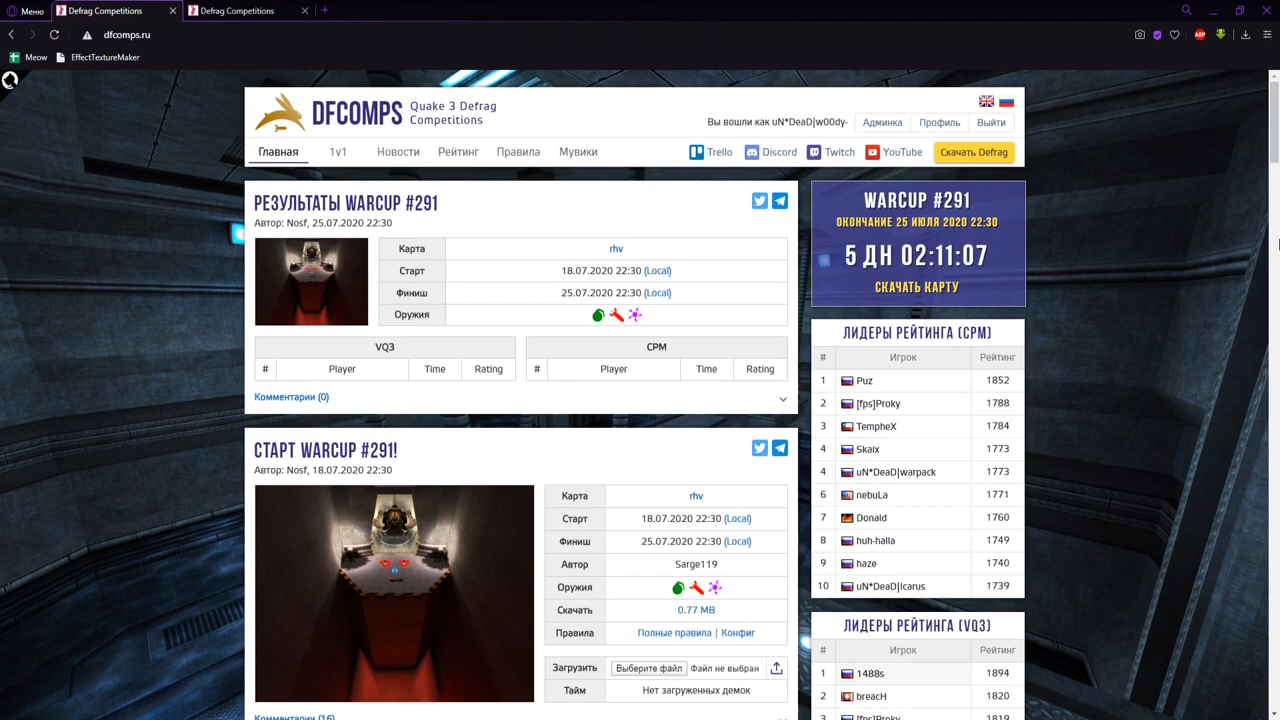 Меню
Defrag Competitions
Defrag Competitions
dfcomps.ru
ABP
Meow
EffectTextureMaker
DFCOMPS
Quake 3 Defrag
Competitions
Вы вошли как uN*DeaD|w00dy-
Админка
Профиль
Выйти
Главная
1v1
Новости
Рейтинг
Правила
Мувики
Trello
Discord
Twitch
YouTube
Скачать Defrag
РЕЗУЛЬТАТЫ WARCUP #291
Автор: Nosf, 25.07.2020 22:30
Карта rhv
Старт 18.07.2020 22:30 (Local)
Финиш 25.07.2020 22:30 (Local)
Оружия
VQ3
# Player Time Rating
CPM
# Player Time Rating
Комментарии (0)
СТАРТ WARCUP #291!
Автор: Nosf, 18.07.2020 22:30
Карта rhv
Старт 18.07.2020 22:30 (Local)
Финиш 25.07.2020 22:30 (Local)
Автор Sarge119
Оружия
Скачать 0.77 MB
Правила Полные правила | Конфиг
Загрузить Выберите файл Файл не выбран
Тайм Нет загруженных демок
Комментарии (16)
WARCUP #291
ОКОНЧАНИЕ 25 ИЮЛЯ 2020 22:30
5 ДН 02:11:07
СКАЧАТЬ КАРТУ
ЛИДЕРЫ РЕЙТИНГА (CPM)
# Игрок Рейтинг
1 Puz 1852
2 [fps]Proky 1788
3 TempheX 1784
4 Skaix 1773
4 uN*DeaD|warpack 1773
6 nebuLa 1771
7 Donald 1760
8 huh-halla 1749
9 haze 1740
10 uN*DeaD|Icarus 1739
ЛИДЕРЫ РЕЙТИНГА (VQ3)
# Игрок Рейтинг
1 1488s 1894
2 breacH 1820
3 [fps]Proky 1819